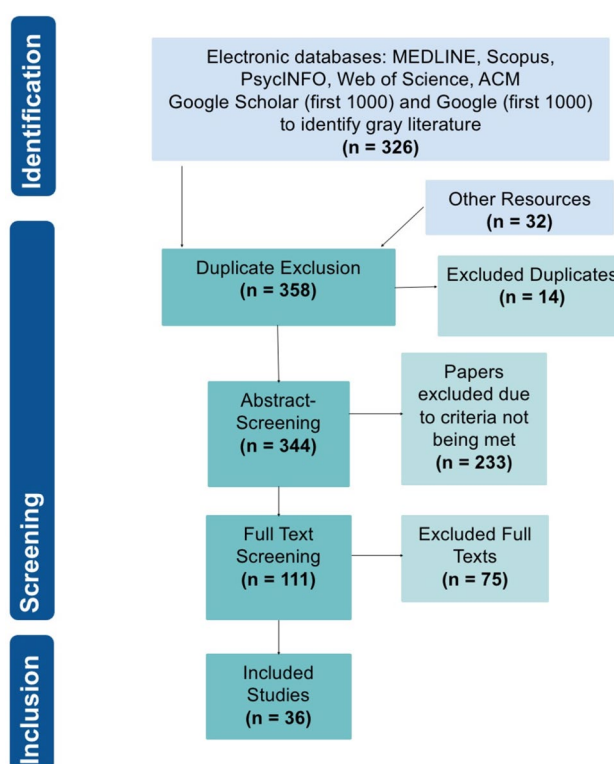 Identification
Electronic databases: MEDLINE, Scopus,
PsycINFO, Web of Science, ACM
Google Scholar (first 1000) and Google (first 1000)
to identify gray literature
(n = 326)
Other Resources
(n = 32)
Screening
Duplicate Exclusion
(n = 358)
Excluded Duplicates
(n = 14)
Abstract-
Screening
(n = 344)
Papers
excluded due
to criteria not
being met
(n = 233)
Full Text
Screening
(n = 111)
Excluded Full
Texts
(n = 75)
Inclusion
Included
Studies
(n = 36)